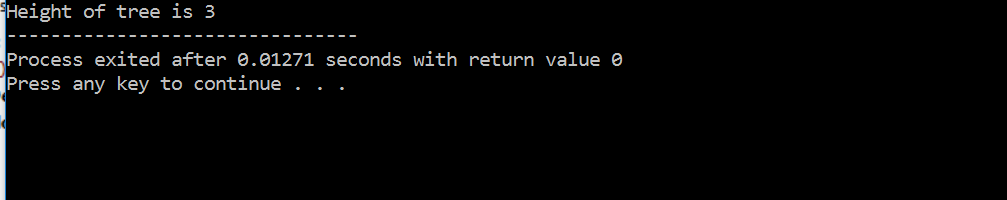 Height of tree is 3
--------------------------------
Process exited after 0.01271 seconds with return value 0
Press any key to continue . . .